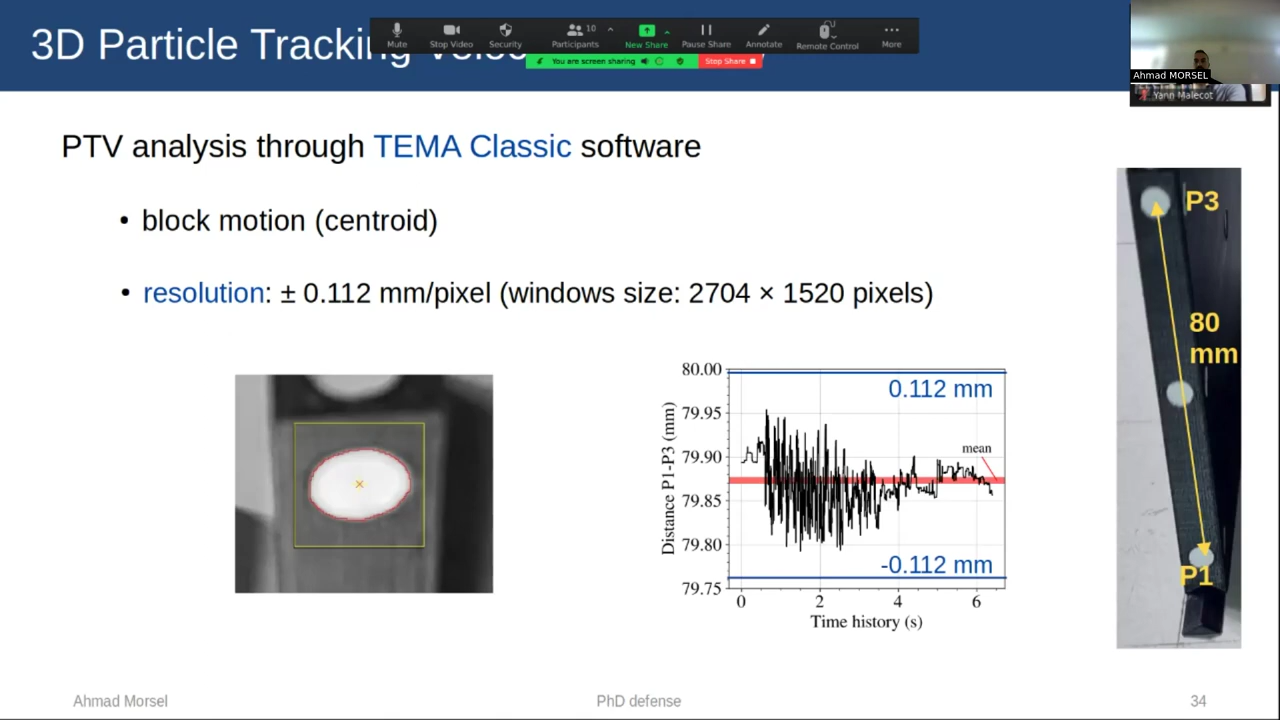 3D Particle Tracking
Mute
Stop Video
Security
Participants
10
New Share
Pause Share
Annotate
Remote Control
More
You are screen sharing
Stop Share
Ahmad MORSEL
Yann Malecot
PTV analysis through TEMA Classic software
• block motion (centroid)
• resolution: ± 0.112 mm/pixel (windows size: 2704 × 1520 pixels)
P3
80
mm
P1
80.00
79.95
79.90
79.85
79.80
79.75
Distance P1-P3 (mm)
0.112 mm
mean
-0.112 mm
0 2 4 6
Time history (s)
Ahmad Morsel
PhD defense
34